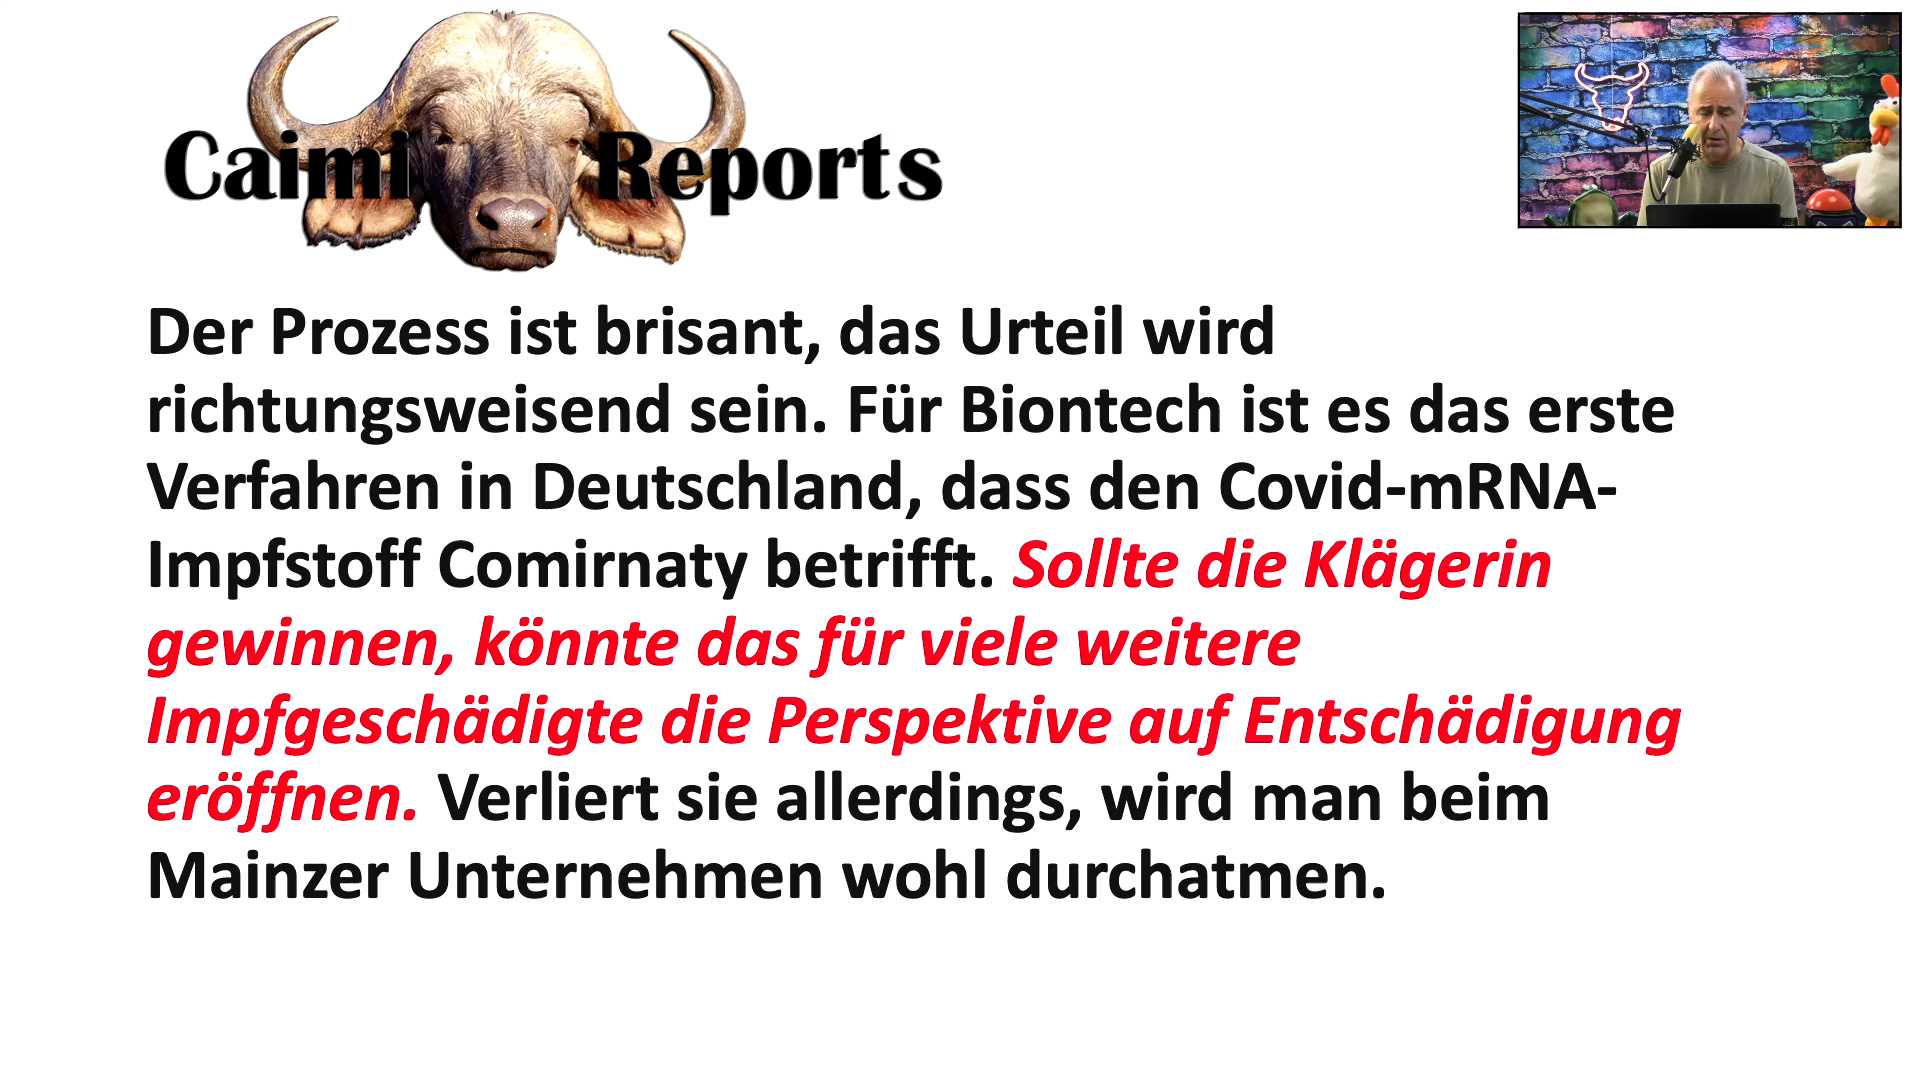 Caimi Reports
Der Prozess ist brisant, das Urteil wird
richtungsweisend sein. Für Biontech ist es das erste
Verfahren in Deutschland, dass den Covid-mRNA-
Impfstoff Comirnaty betrifft. Sollte die Klägerin
gewinnen, könnte das für viele weitere
Impfgeschädigte die Perspektive auf Entschädigung
eröffnen. Verliert sie allerdings, wird man beim
Mainzer Unternehmen wohl durchatmen.